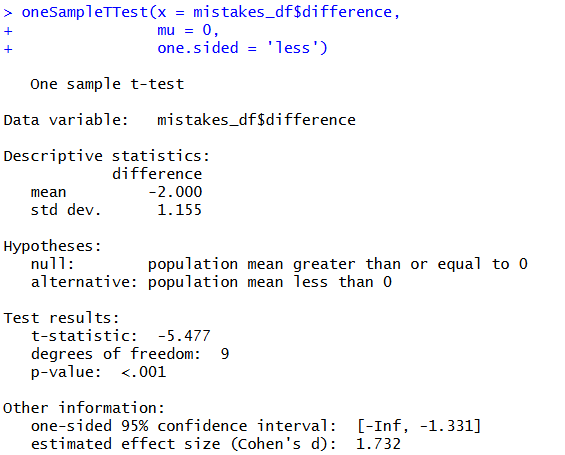 > oneSampleTTest(x = mistakes_df$difference,
+                mu = 0,
+                one.sided = 'less')
One sample t-test
Data variable:   mistakes_df$difference
Descriptive statistics:
difference
mean          -2.000
std dev.       1.155
Hypotheses:
null:        population mean greater than or equal to 0
alternative: population mean less than 0
Test results:
t-statistic:  -5.477
degrees of freedom:  9
p-value:  <.001
Other information:
one-sided 95% confidence interval:  [-Inf, -1.331]
estimated effect size (Cohen's d):  1.732